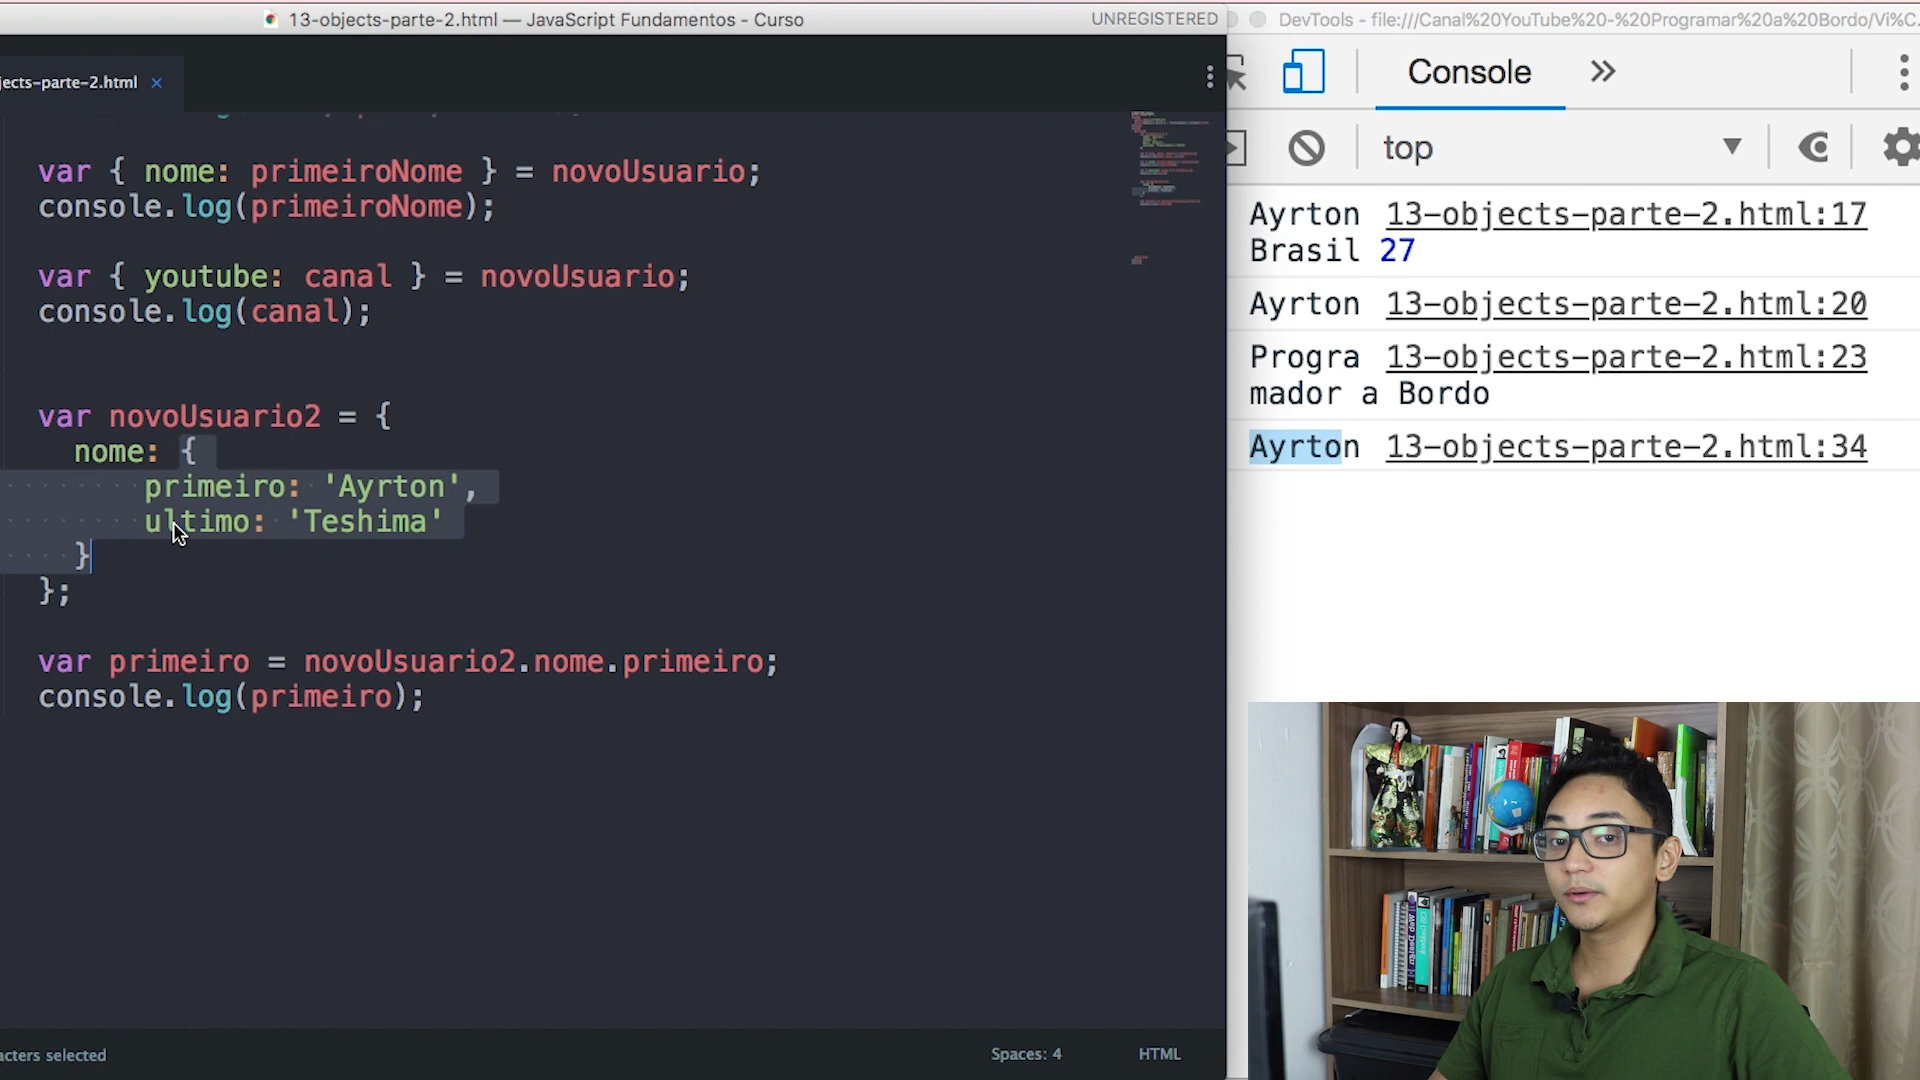 13-objects-parte-2.html — JavaScript Fundamentos - Curso
UNREGISTERED
DevTools - file:///Canal%20YouTube%20-%20Programar%20a%20Bordo/Vi%C.
jects-parte-2.html ×
Console
top
var { nome: primeiroNome } = novoUsuario;
console.log(primeiroNome);
var { youtube: canal } = novoUsuario;
console.log(canal);
var novoUsuario2 = {
nome: {
primeiro: 'Ayrton',
ultimo: 'Teshima'
}
};
var primeiro = novoUsuario2.nome.primeiro;
console.log(primeiro);
Ayrton 13-objects-parte-2.html:17
Brasil 27
Ayrton 13-objects-parte-2.html:20
Progra 13-objects-parte-2.html:23
mador a Bordo
Ayrton 13-objects-parte-2.html:34
acters selected
Spaces: 4
HTML